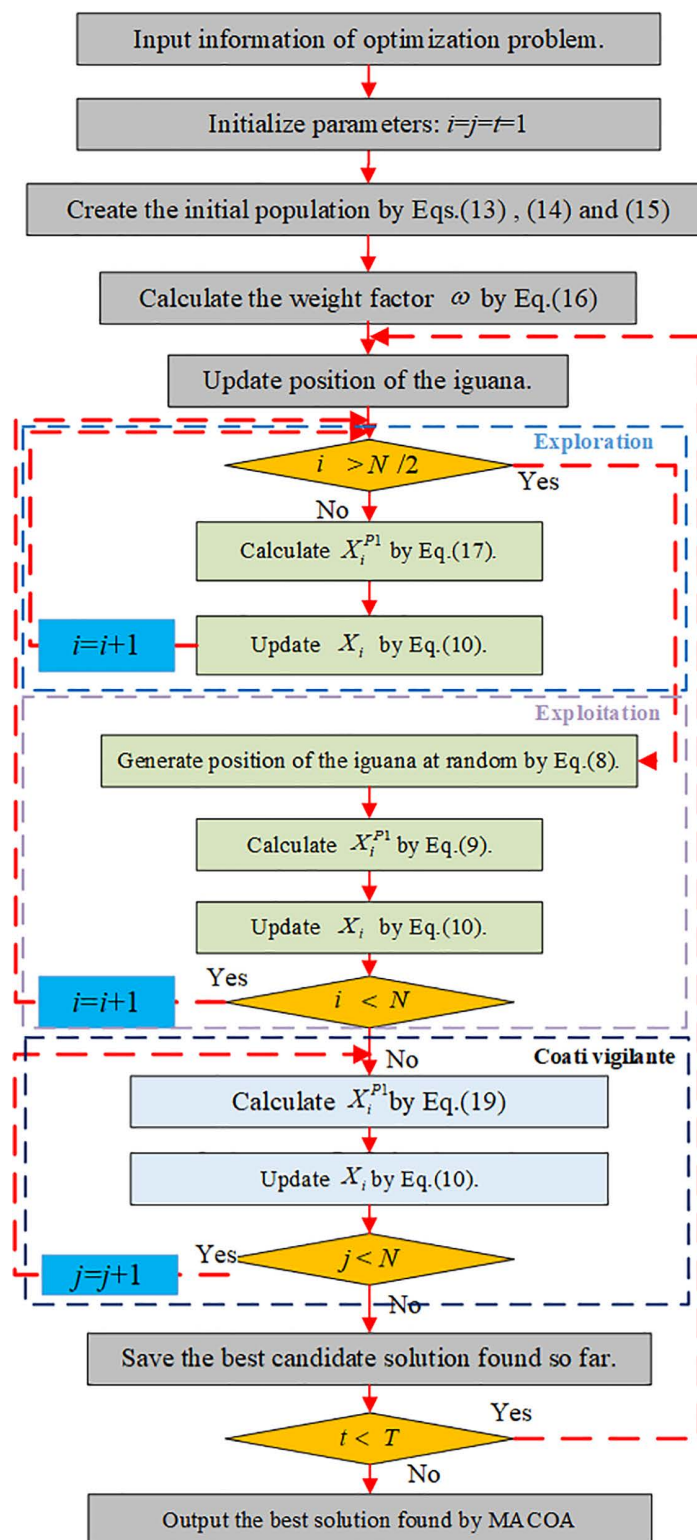 Input information of optimization problem.
Initialize parameters: i=j=t=1
Create the initial population by Eqs.(13) , (14) and (15)
Calculate the weight factor ω by Eq.(16)
Update position of the iguana.
Exploration
i >N /2
Yes
No
Calculate X_i^{P1} by Eq.(17).
i=i+1
Update X_i by Eq.(10).
Exploitation
Generate position of the iguana at random by Eq.(8).
Calculate X_i^{P1} by Eq.(9).
Update X_i by Eq.(10).
Yes
i=i+1
i < N
No
Coati vigilante
Calculate X_i^{P1} by Eq.(19)
Update X_i by Eq.(10).
Yes
j=j+1
j < N
No
Save the best candidate solution found so far.
t < T
Yes
No
Output the best solution found by MACOA